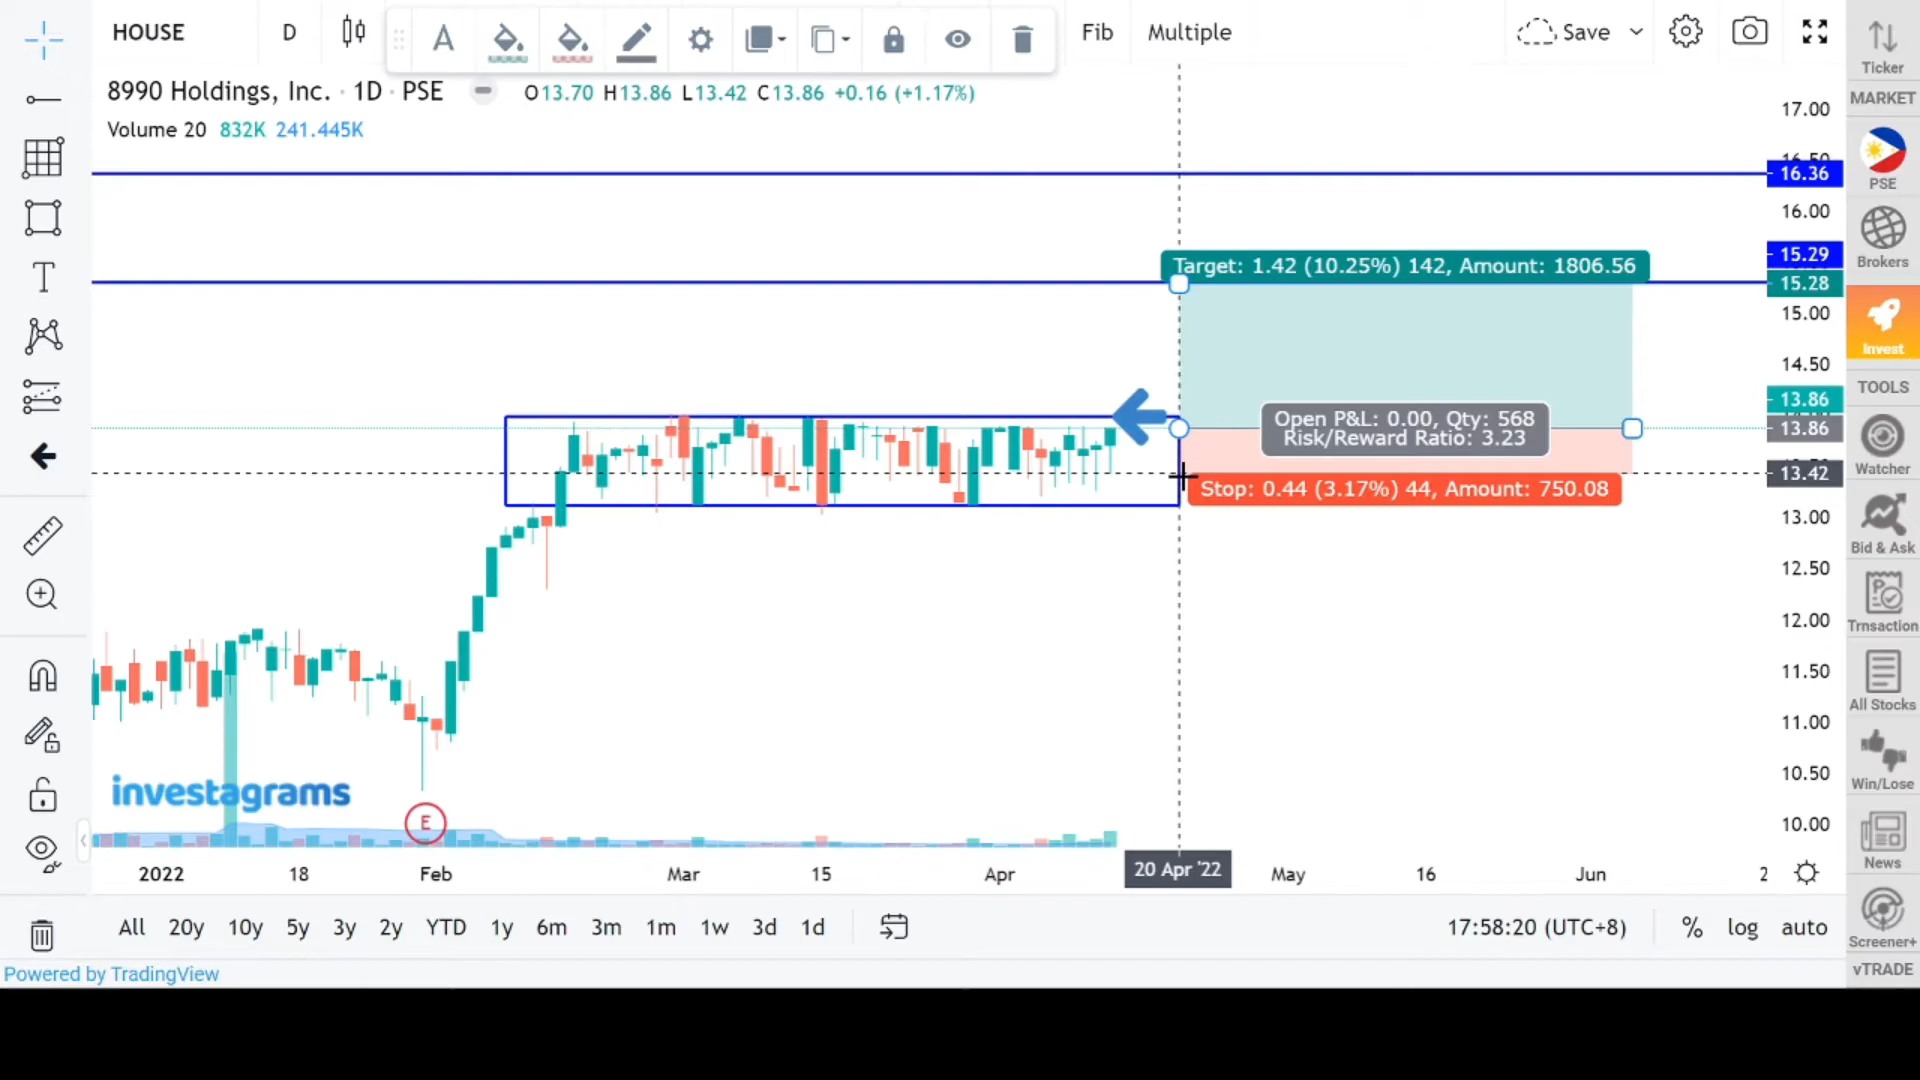 HOUSE D Fib Multiple Save
8990 Holdings, Inc. · 1D · PSE O13.70 H13.86 L13.42 C13.86 +0.16 (+1.17%)
Volume 20 832K 241.445K
17.00
16.36
16.00
15.29
15.28
15.00
14.50
13.86
13.86
13.42
13.00
12.50
12.00
11.50
11.00
10.50
10.00
Target: 1.42 (10.25%) 142, Amount: 1806.56
Open P&L: 0.00, Qty: 568
Risk/Reward Ratio: 3.23
Stop: 0.44 (3.17%) 44, Amount: 750.08
investagrams
E
2022 18 Feb Mar 15 Apr 20 Apr '22 May 16 Jun 2
All 20y 10y 5y 3y 2y YTD 1y 6m 3m 1m 1w 3d 1d 17:58:20 (UTC+8) % log auto
Powered by TradingView
Ticker
MARKET
PSE
Brokers
Invest
TOOLS
Watcher
Bid & Ask
Trnsaction
All Stocks
Win/Lose
News
Screener+
vTRADE